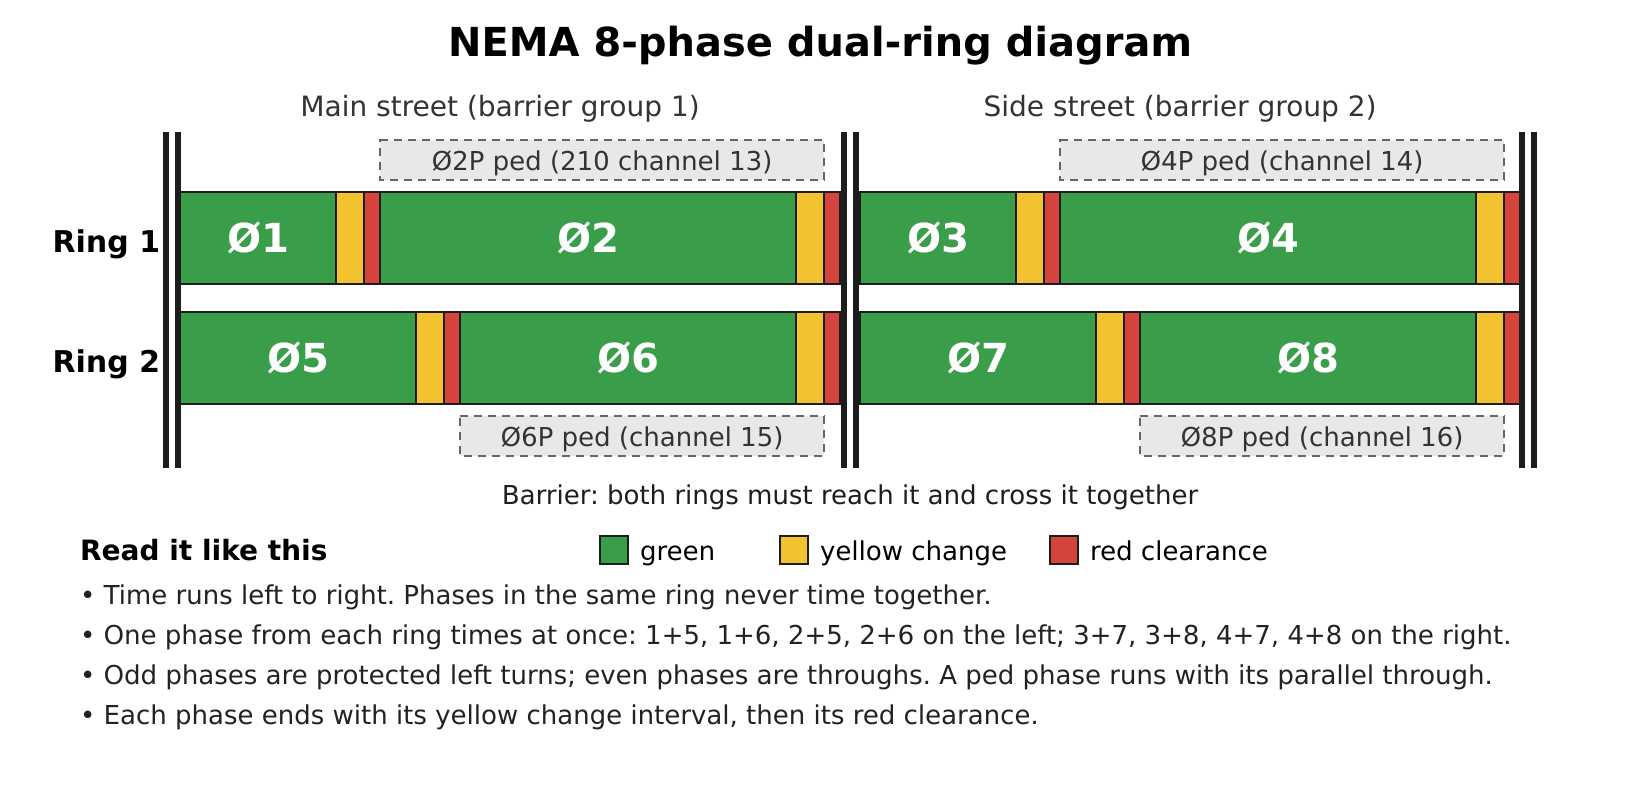 NEMA 8-phase dual-ring diagram
Main street (barrier group 1)
Side street (barrier group 2)
Ø2P ped (210 channel 13)
Ø4P ped (channel 14)
Ring 1
Ø1
Ø2
Ø3
Ø4
Ring 2
Ø5
Ø6
Ø7
Ø8
Ø6P ped (channel 15)
Ø8P ped (channel 16)
Barrier: both rings must reach it and cross it together
Read it like this
green
yellow change
red clearance
• Time runs left to right. Phases in the same ring never time together.
• One phase from each ring times at once: 1+5, 1+6, 2+5, 2+6 on the left; 3+7, 3+8, 4+7, 4+8 on the right.
• Odd phases are protected left turns; even phases are throughs. A ped phase runs with its parallel through.
• Each phase ends with its yellow change interval, then its red clearance.